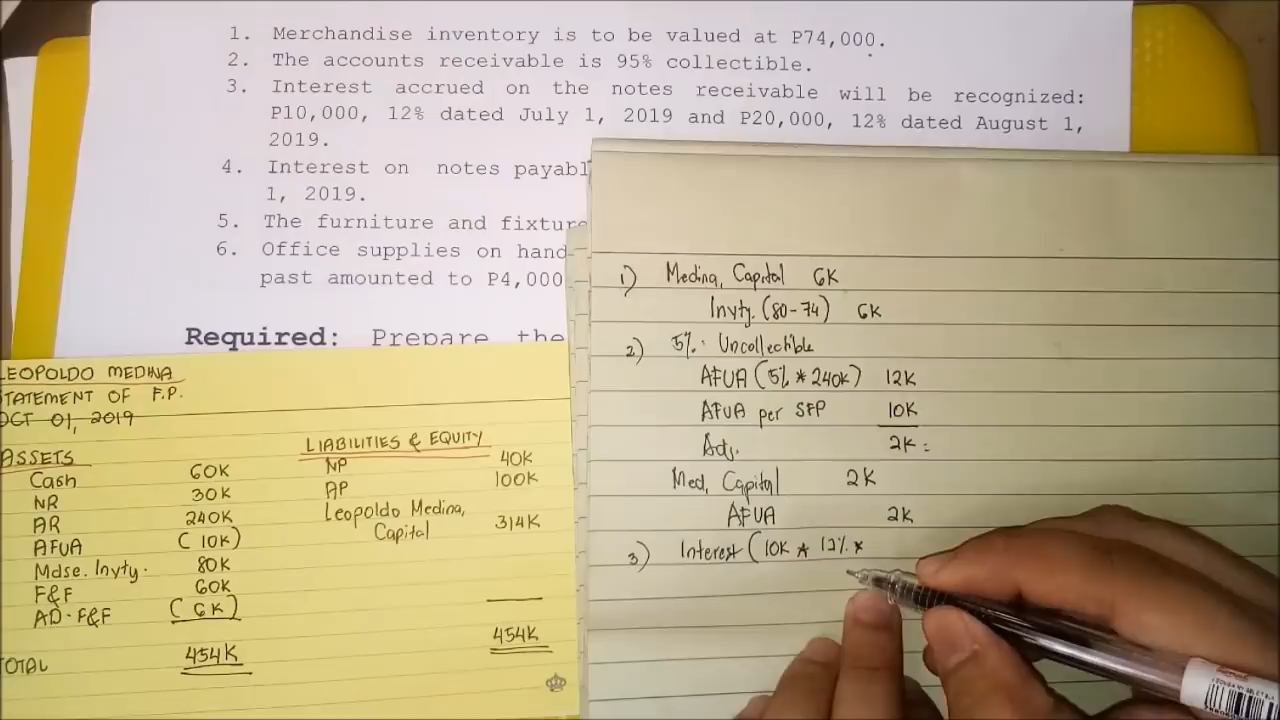 1. Merchandise inventory is to be valued at P74,000.
2. The accounts receivable is 95% collectible.
3. Interest accrued on the notes receivable will be recognized:
P10,000, 12% dated July 1, 2019 and P20,000, 12% dated August 1,
2019.
4. Interest on notes payabl
1, 2019.
5. The furniture and fixture
6. Office supplies on hand
past amounted to P4,000
Required: Prepare the
LEOPOLDO MEDINA
STATEMENT OF F.P.
OCT 01, 2019
ASSETS
Cash 60K
NR 30K
AR 240K
AFUA (10K)
Mdse. Inyty. 80K
F&F 60K
AD-F&F (6K)
TOTAL 454K
LIABILITIES & EQUITY
NP 40K
AP 100K
Leopoldo Medina,
Capital 314K
454K
1) Medina, Capital 6K
Inyty. (80-74) 6K
2) 5% Uncollectible
AFUA (5% * 240K) 12K
AFUA per SFP 10K
Adj. 2K
Med, Capital 2K
AFUA 2K
3) Interest (10K * 12% *